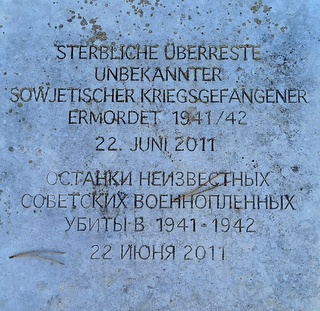 STERBLICHE ÜBERRESTE
UNBEKANNTER
SOWJETISCHER KRIEGSGEFANGENER
ERMORDET 1941/42
22. JUNI 2011
ОСТАНКИ НЕИЗВЕСТНЫХ
СОВЕТСКИХ ВОЕННОПЛЕННЫХ
УБИТЫ В 1941-1942
22 ИЮНЯ 2011